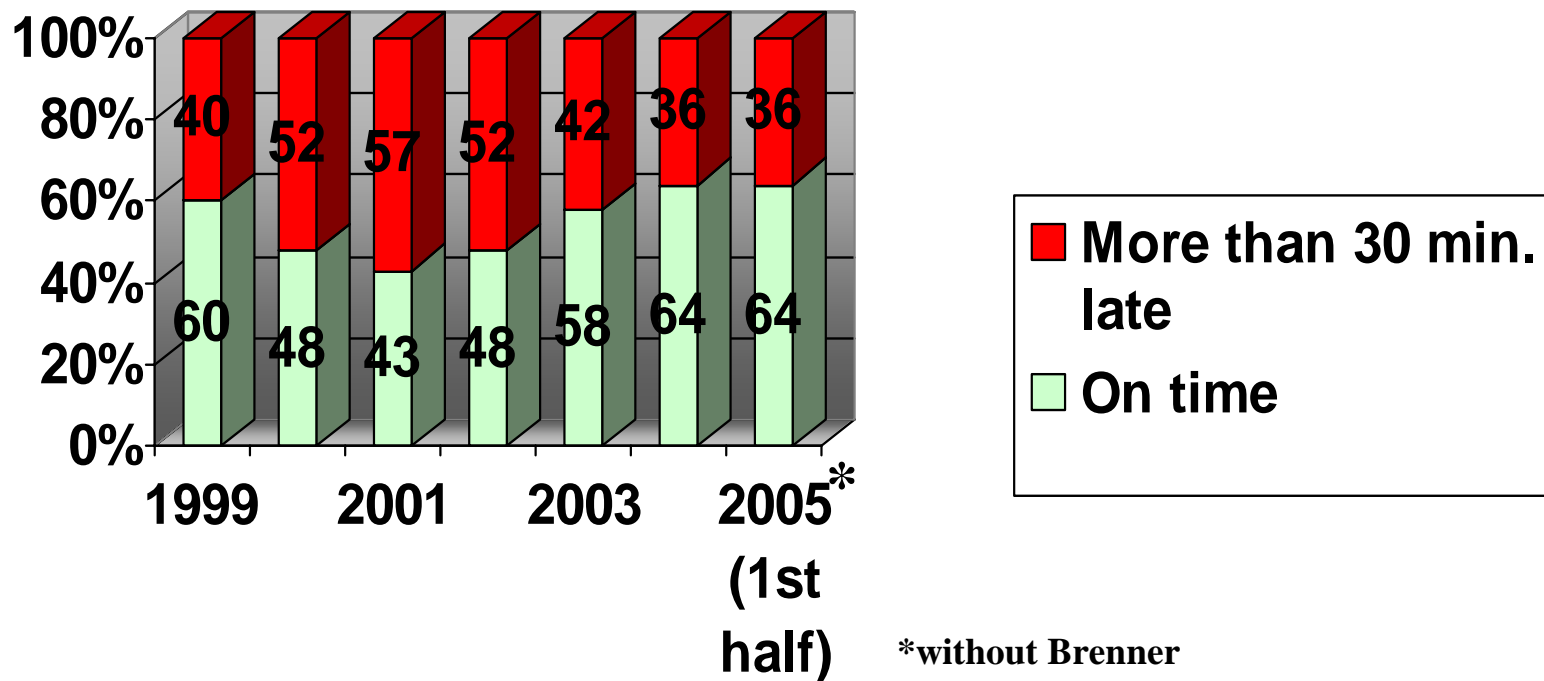 100%
80%
60%
40%
20%
0%
40 52 57 52 42 36 36
60 48 43 48 58 64 64
1999 2001 2003 2005*
(1st
half)
More than 30 min.
late
On time
*without Brenner